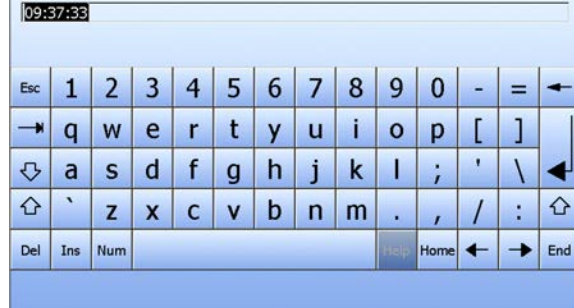 09:37:33
Esc 1 2 3 4 5 6 7 8 9 0 - =
q w e r t y u i o p [ ]
a s d f g h j k l ; ' \
` z x c v b n m . , / :
Del Ins Num Help Home End